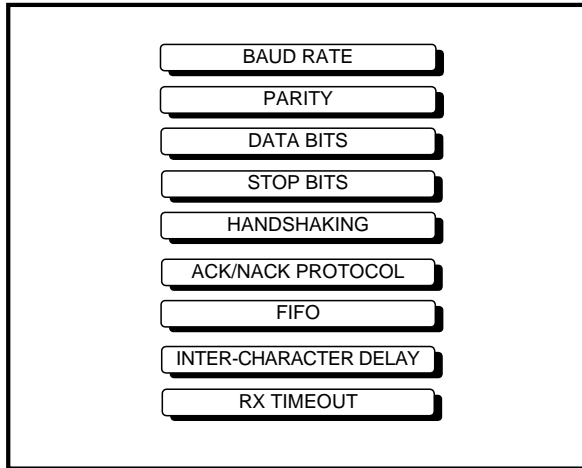 BAUD RATE
PARITY
DATA BITS
STOP BITS
HANDSHAKING
ACK/NACK PROTOCOL
FIFO
INTER-CHARACTER DELAY
RX TIMEOUT